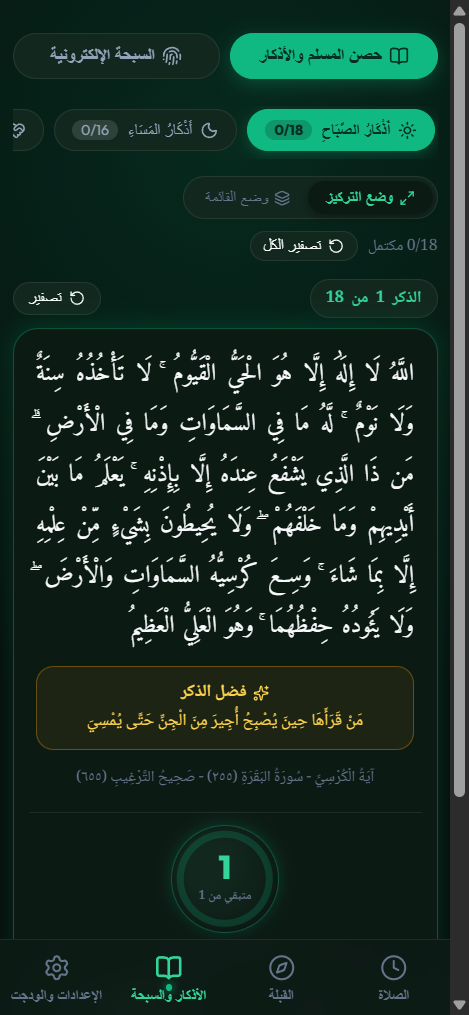 حصن المسلم والأذكار
السبحة الإلكترونية
أَذْكَارُ الصَّبَاحِ 0/18
أَذْكَارُ المَسَاءِ 0/16
وضع التركيز
وضع القائمة
0/18 مكتمل
تصفير الكل
الذكر 1 من 18
تصفير
اللَّهُ لَا إِلَٰهَ إِلَّا هُوَ الْحَيُّ الْقَيُّومُ ۚ لَا تَأْخُذُهُ سِنَةٌ
وَلَا نَوْمٌ ۚ لَّهُ مَا فِي السَّمَاوَاتِ وَمَا فِي الْأَرْضِ ۗ
مَن ذَا الَّذِي يَشْفَعُ عِندَهُ إِلَّا بِإِذْنِهِ ۚ يَعْلَمُ مَا بَيْنَ
أَيْدِيهِمْ وَمَا خَلْفَهُمْ ۖ وَلَا يُحِيطُونَ بِشَيْءٍ مِّنْ عِلْمِهِ
إِلَّا بِمَا شَاءَ ۚ وَسِعَ كُرْسِيُّهُ السَّمَاوَاتِ وَالْأَرْضَ ۖ
وَلَا يَئُودُهُ حِفْظُهُمَا ۚ وَهُوَ الْعَلِيُّ الْعَظِيمُ
فضل الذكر
مَنْ قَرَأَهَا حِينَ يُصْبِحُ أُجِيرَ مِنَ الْجِنِّ حَتَّى يُمْسِيَ
آيَةُ الْكُرْسِيِّ - سُورَةُ الْبَقَرَةِ (٢٥٥) - صَحِيحُ التَّرْغِيبِ (٦٥٥)
1
متبقي من 1
الصلاة
القبلة
الأذكار والسبحة
الإعدادات والودجت